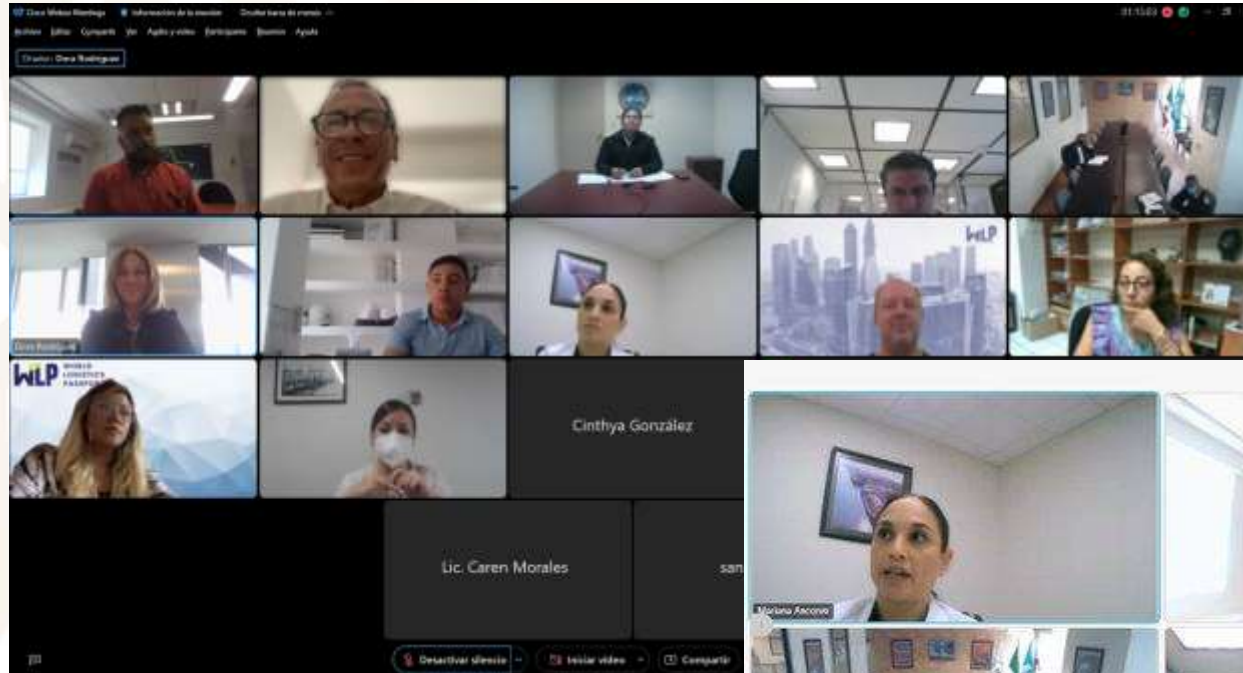 Cisco Webex Meetings Información de la reunión Ocultar barra de menús
01:15:03
Archivo Editar Compartir Ver Audio y vídeo Participante Reunión Ayuda
Orador: Dora Rodríguez
WLP
Dora Rodríguez
WLP WORLD
LOGISTICS
PASSPORT
Cinthya González
Lic. Caren Morales
san
Mariana Ancona
Desactivar silencio
Iniciar vídeo
Compartir